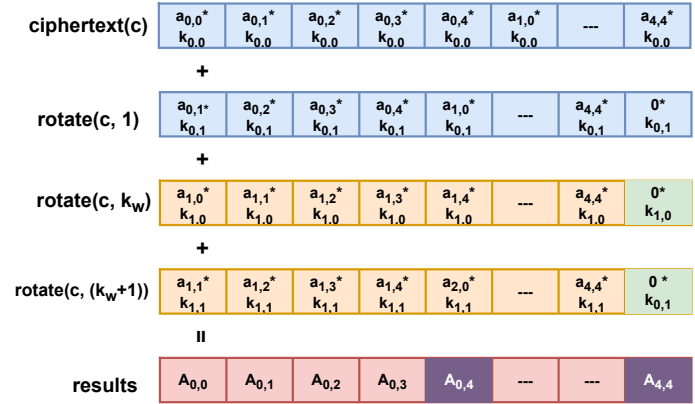 ciphertext(c) a0,0* a0,1* a0,2* a0,3* a0,4* a1,0* --- a4,4*
k0.0 k0.0 k0.0 k0.0 k0.0 k0.0 k0.0
+
rotate(c, 1) a0,1* a0,2* a0,3* a0,4* a1,0* --- a4,4* 0*
k0,1 k0,1 k0,1 k0,1 k0,1 k0,1 k0,1
+
rotate(c, kw) a1,0* a1,1* a1,2* a1,3* a1,4* --- a4,4* 0*
k1.0 k1.0 k1.0 k1.0 k1.0 k1.0 k1,0
+
rotate(c, (kw+1)) a1,1* a1,2* a1,3* a1,4* a2,0* --- a4,4* 0 *
k1,1 k1,1 k1,1 k1,1 k1,1 k1,1 k0,1
=
results A0,0 A0,1 A0,2 A0,3 A0,4 --- --- A4,4